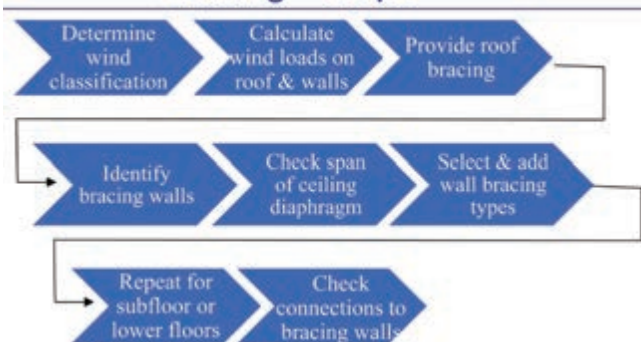 Determine
wind
classification
Calculate
wind loads on
roof & walls
Provide roof
bracing
Identify
bracing walls
Check span
of ceiling
diaphragm
Select & add
wall bracing
types
Repeat for
subfloor or
lower floors
Check
connections to
bracing walls